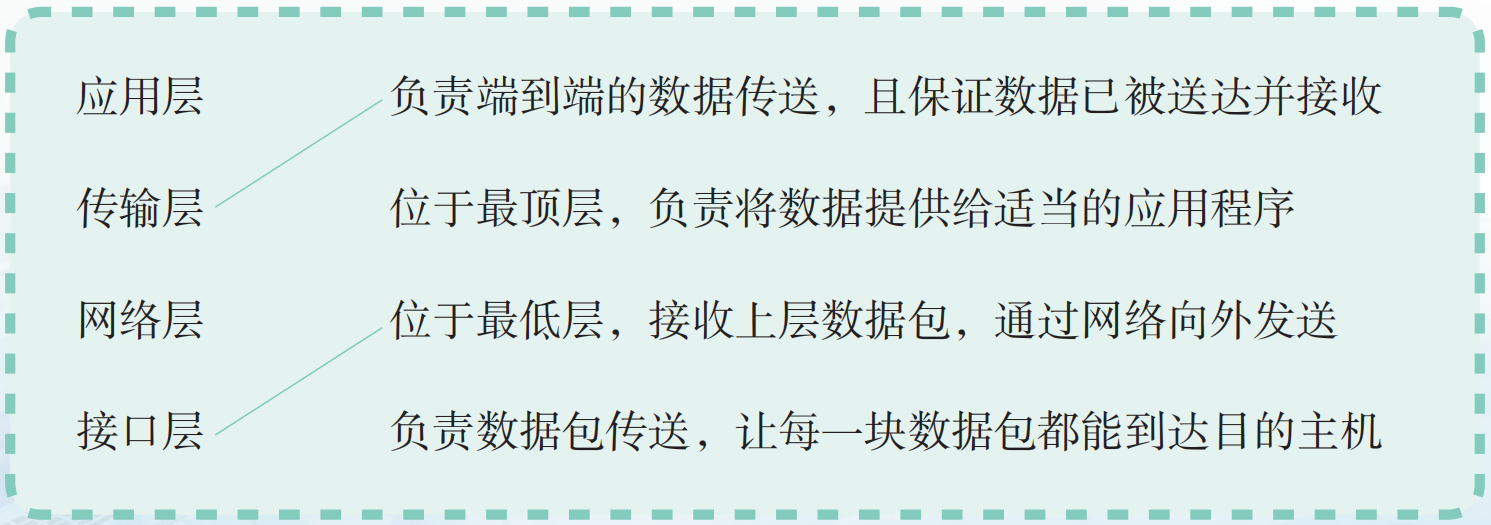 应用层 负责端到端的数据传送，且保证数据已被送达并接收
传输层 位于最顶层，负责将数据提供给适当的应用程序
网络层 位于最低层，接收上层数据包，通过网络向外发送
接口层 负责数据包传送，让每一块数据包都能到达目的主机